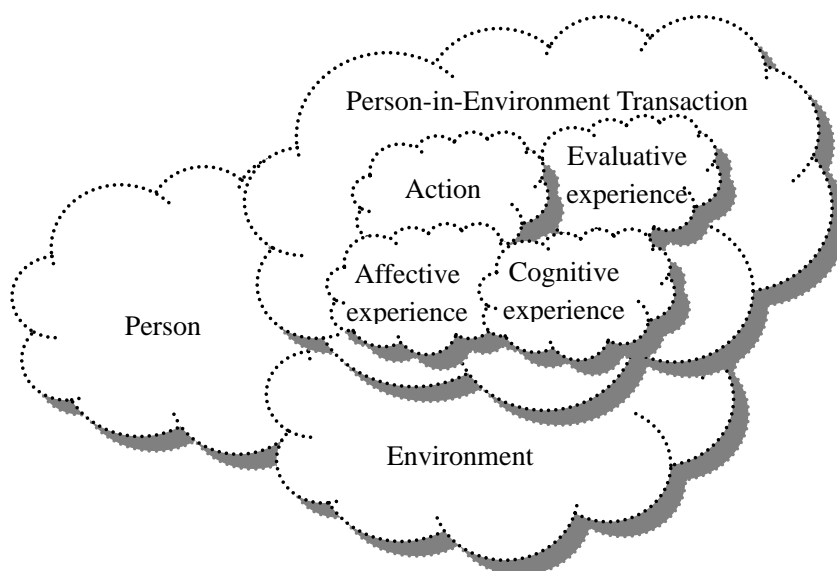 Person-in-Environment Transaction
Action
Evaluative
experience
Affective
experience
Cognitive
experience
Person
Environment